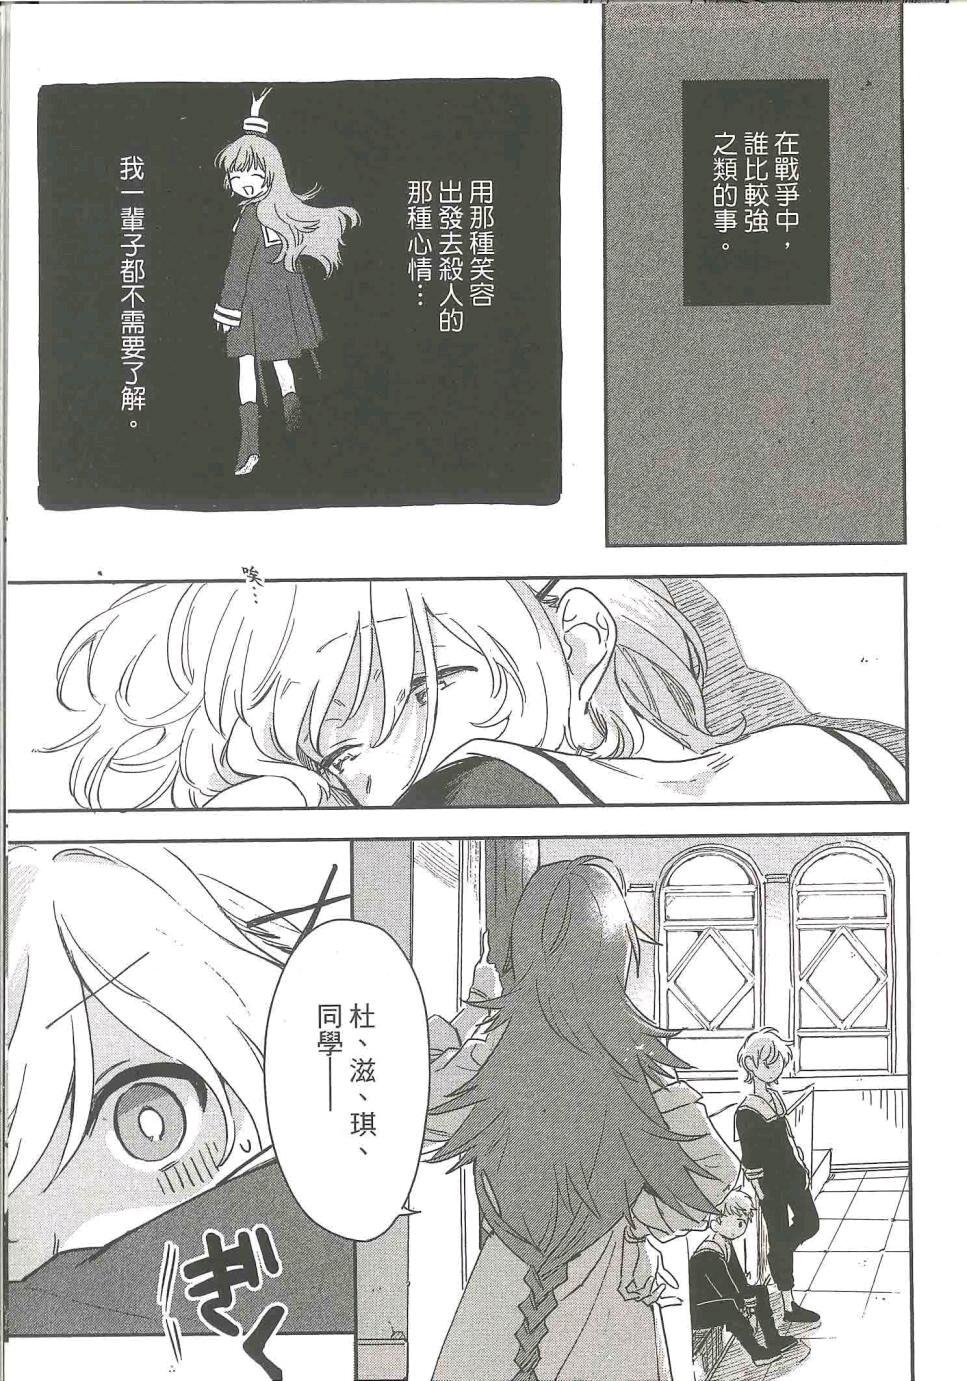 在戰爭中，
誰比較強
之類的事。
用那種笑容
出發去殺人的
那種心情…
我一輩子都不需要了解。
唉…
杜、滋、琪、
同學——
ぎくっ